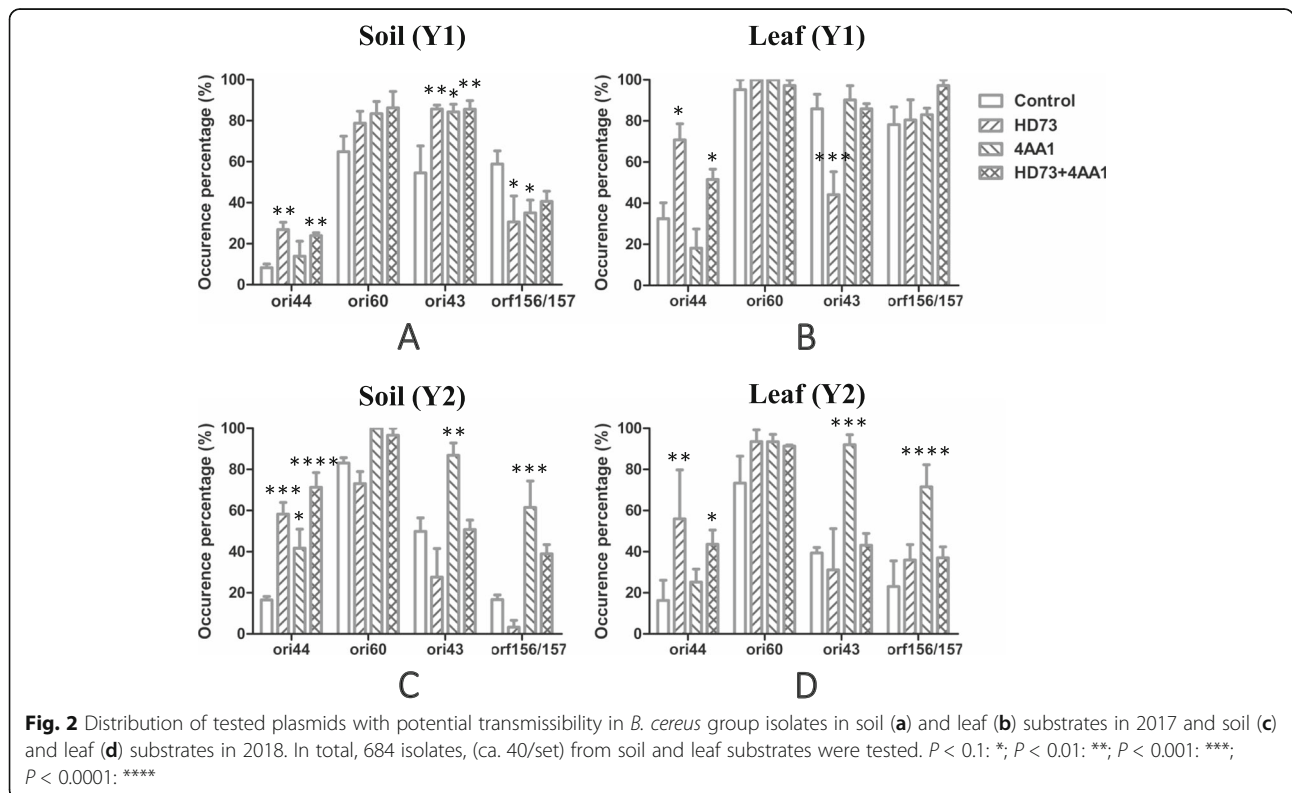 Soil (Y1)
Leaf (Y1)
Occurence percentage (%)
100
80
60
40
20
0
** ** ** * ** * *
ori44 ori60 ori43 orf156/157
A
Occurence percentage (%)
100
80
60
40
20
0
* * ***
ori44 ori60 ori43 orf156/157
B
Control
HD73
4AA1
HD73+4AA1
Soil (Y2)
Leaf (Y2)
Occurence percentage (%)
100
80
60
40
20
0
*** * **** ** ***
ori44 ori60 ori43 orf156/157
C
Occurence percentage (%)
100
80
60
40
20
0
** * *** ****
ori44 ori60 ori43 orf156/157
D
Fig. 2 Distribution of tested plasmids with potential transmissibility in B. cereus group isolates in soil (a) and leaf (b) substrates in 2017 and soil (c)
and leaf (d) substrates in 2018. In total, 684 isolates, (ca. 40/set) from soil and leaf substrates were tested. P < 0.1: *; P < 0.01: **; P < 0.001: ***;
P < 0.0001: ****